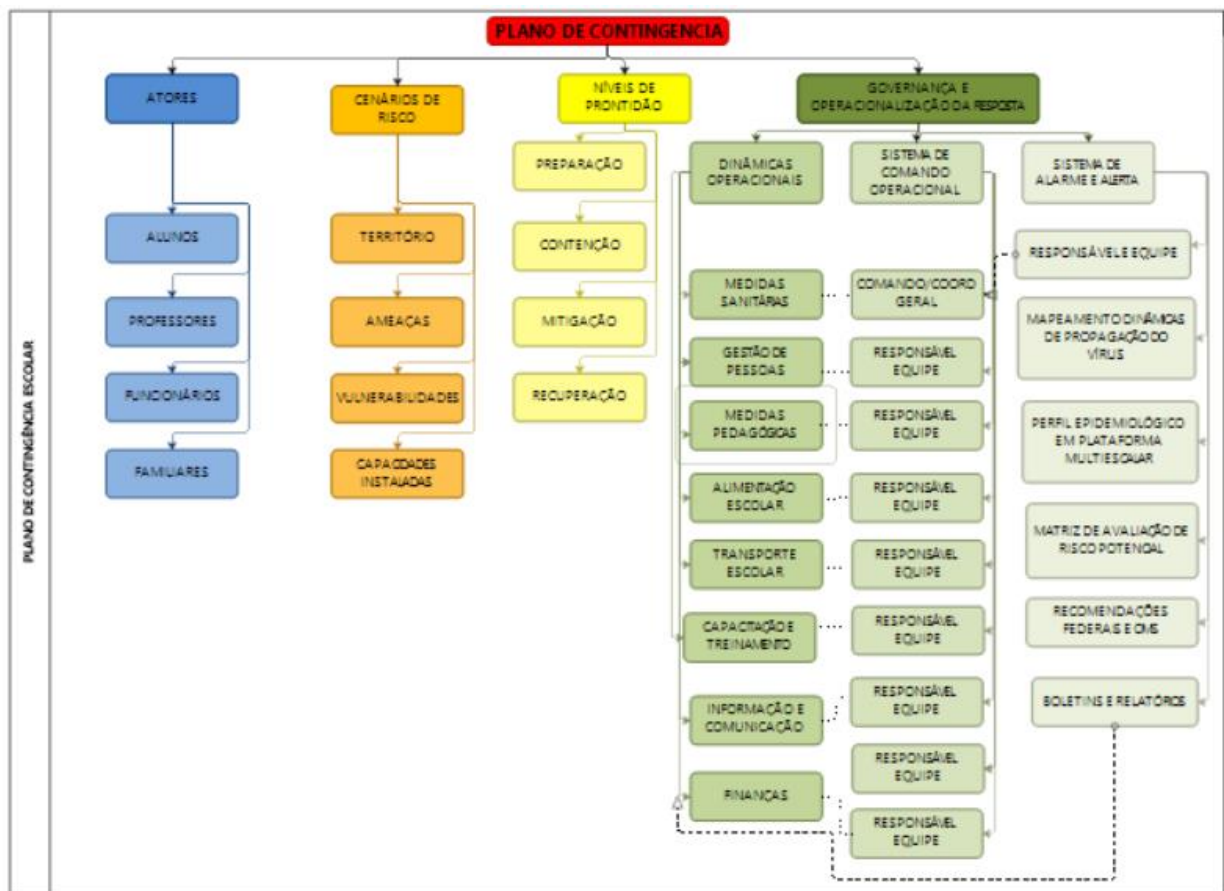 PLANO DE CONTINGÊNCIA ESCOLAR
PLANO DE CONTINGENCIA
ATORES
ALUNOS
PROFESSORES
FUNCIONÁRIOS
FAMILIARES
CENÁRIOS DE
RISCO
TERRITÓRIO
AMEAÇAS
VULNERABILIDADES
CAPACIDADES
INSTALADAS
NÍVEIS DE
PRONTIDÃO
PREPARAÇÃO
CONTENÇÃO
MITIGAÇÃO
RECUPERAÇÃO
GOVERNANÇA E
OPERACIONALIZAÇÃO DA RESPOSTA
DINÂMICAS
OPERACIONAIS
MEDIDAS
SANITÁRIAS
GESTÃO DE
PESSOAS
MEDIDAS
PEDAGÓGICAS
ALIMENTAÇÃO
ESCOLAR
TRANSPORTE
ESCOLAR
CAPACITAÇÃO E
TREINAMENTO
INFORMAÇÃO E
COMUNICAÇÃO
FINANÇAS
SISTEMA DE
COMANDO
OPERACIONAL
COMANDO/COORD
GERAL
RESPONSÁVEL
EQUIPE
RESPONSÁVEL
EQUIPE
RESPONSÁVEL
EQUIPE
RESPONSÁVEL
EQUIPE
RESPONSÁVEL
EQUIPE
RESPONSÁVEL
EQUIPE
RESPONSÁVEL
EQUIPE
RESPONSÁVEL
EQUIPE
SISTEMA DE
ALARME E ALERTA
RESPONSÁVEL E EQUIPE
MAPEAMENTO DINÂMICAS
DE PROPAGAÇÃO DO
VÍRUS
PERFIL EPIDEMIOLÓGICO
EM PLATAFORMA
MULTIESCALAR
MATRIZ DE AVALIAÇÃO DE
RISCO POTENCIAL
RECOMENDAÇÕES
FEDERAIS E OMS
BOLETINS E RELATÓRIOS